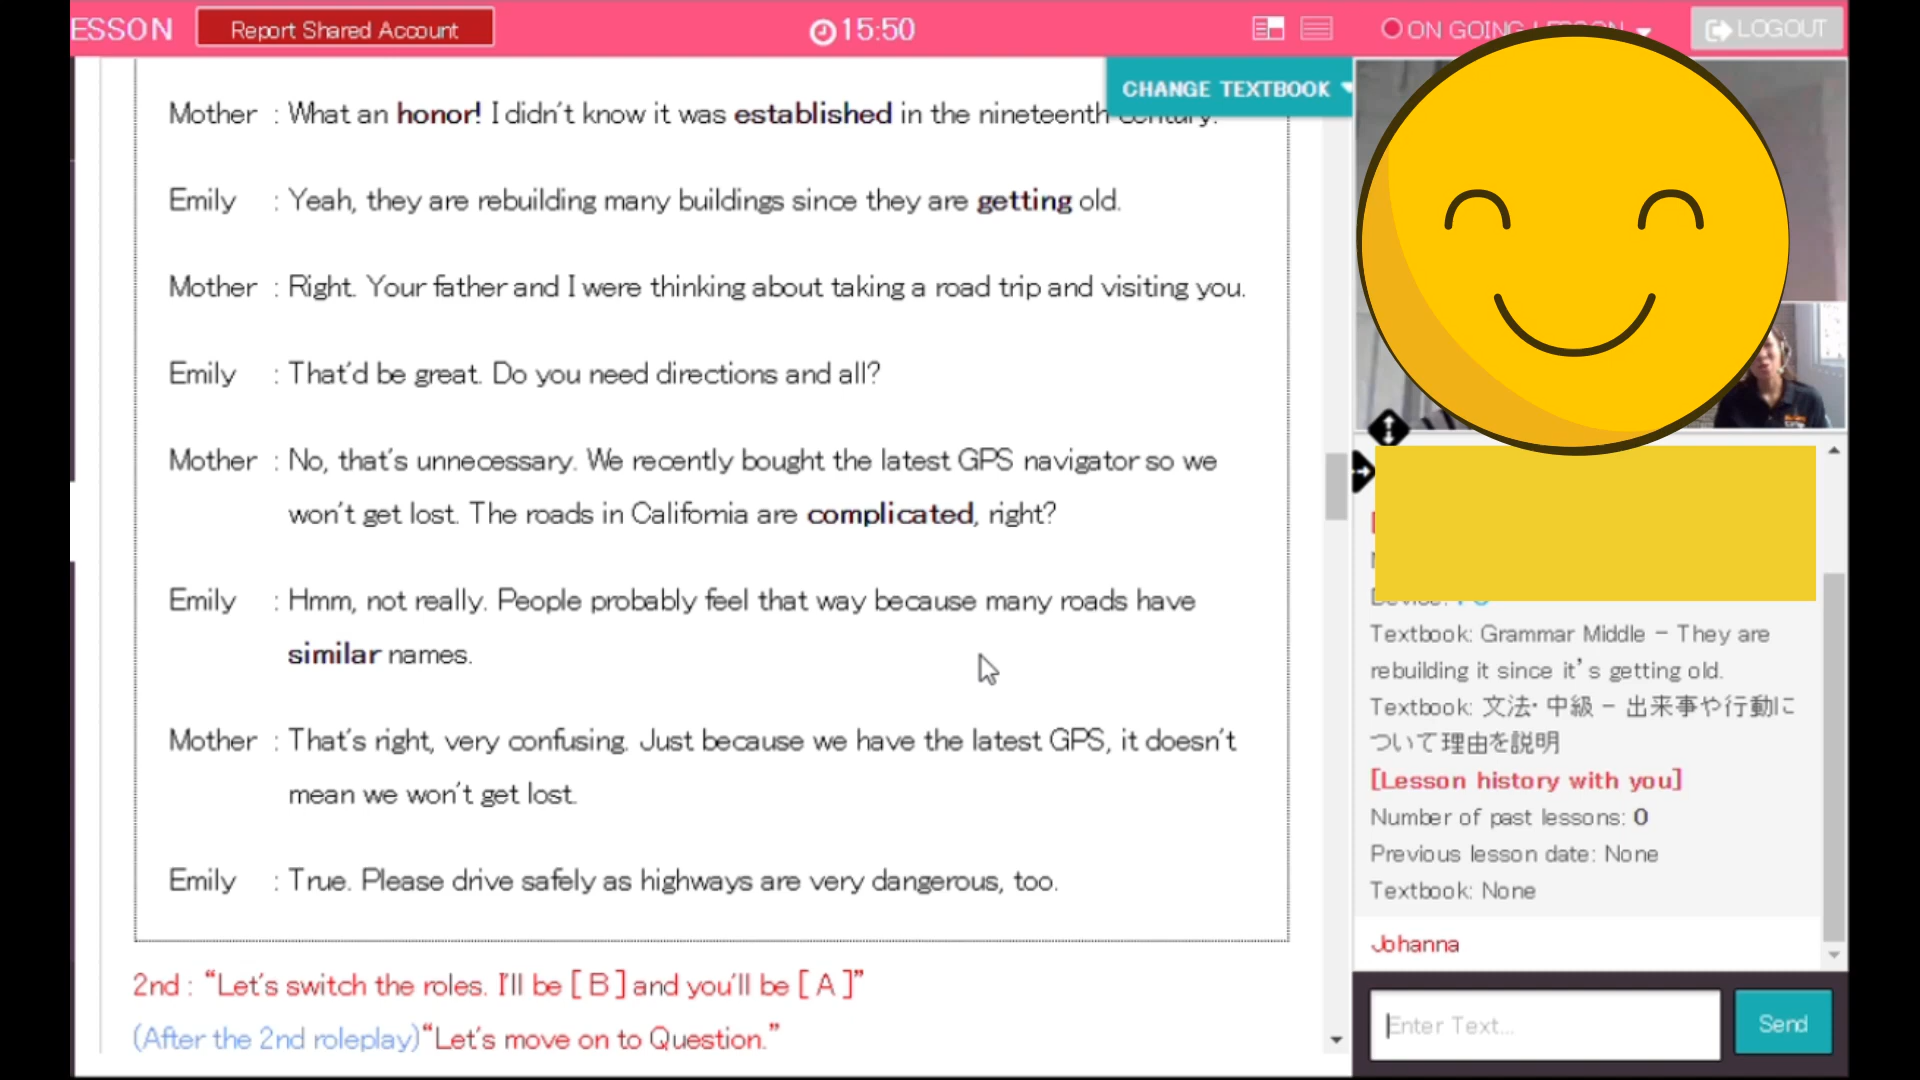 ESSON
Report Shared Account
15:50
ON GOING LESSON
LOGOUT
CHANGE TEXTBOOK
Mother : What an honor! I didn't know it was established in the nineteenth century.
Emily : Yeah, they are rebuilding many buildings since they are getting old.
Mother : Right. Your father and I were thinking about taking a road trip and visiting you.
Emily : That'd be great. Do you need directions and all?
Mother : No, that's unnecessary. We recently bought the latest GPS navigator so we
won't get lost. The roads in California are complicated, right?
Emily : Hmm, not really. People probably feel that way because many roads have
similar names.
Mother : That's right, very confusing. Just because we have the latest GPS, it doesn't
mean we won't get lost.
Emily : True. Please drive safely as highways are very dangerous, too.
2nd : “Let's switch the roles. I'll be [ B ] and you'll be [ A ]”
(After the 2nd roleplay)“Let's move on to Question.”
Textbook: Grammar Middle - They are
rebuilding it since it’s getting old.
Textbook: 文法・中級 - 出来事や行動に
ついて理由を説明
[Lesson history with you]
Number of past lessons: 0
Previous lesson date: None
Textbook: None
Johanna
Enter Text...
Send